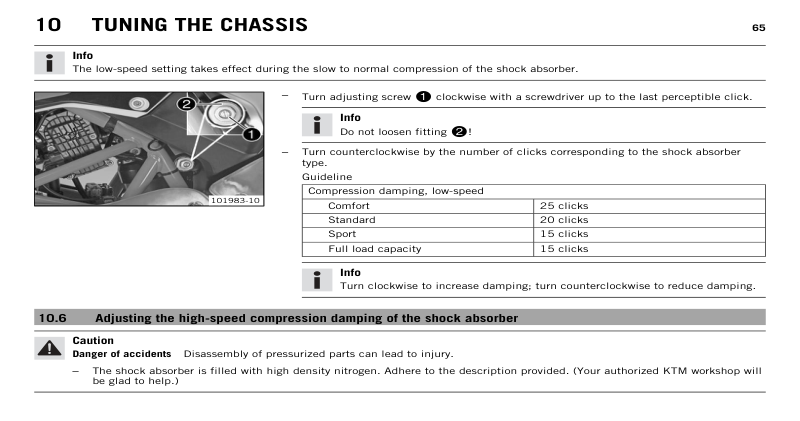 10 TUNING THE CHASSIS 65
Info
The low-speed setting takes effect during the slow to normal compression of the shock absorber.
2
1
101983-10
– Turn adjusting screw 1 clockwise with a screwdriver up to the last perceptible click.
Info
Do not loosen fitting 2!
– Turn counterclockwise by the number of clicks corresponding to the shock absorber
type.
Guideline
Compression damping, low-speed
Comfort 25 clicks
Standard 20 clicks
Sport 15 clicks
Full load capacity 15 clicks
Info
Turn clockwise to increase damping; turn counterclockwise to reduce damping.
10.6 Adjusting the high-speed compression damping of the shock absorber
Caution
Danger of accidents Disassembly of pressurized parts can lead to injury.
– The shock absorber is filled with high density nitrogen. Adhere to the description provided. (Your authorized KTM workshop will
be glad to help.)